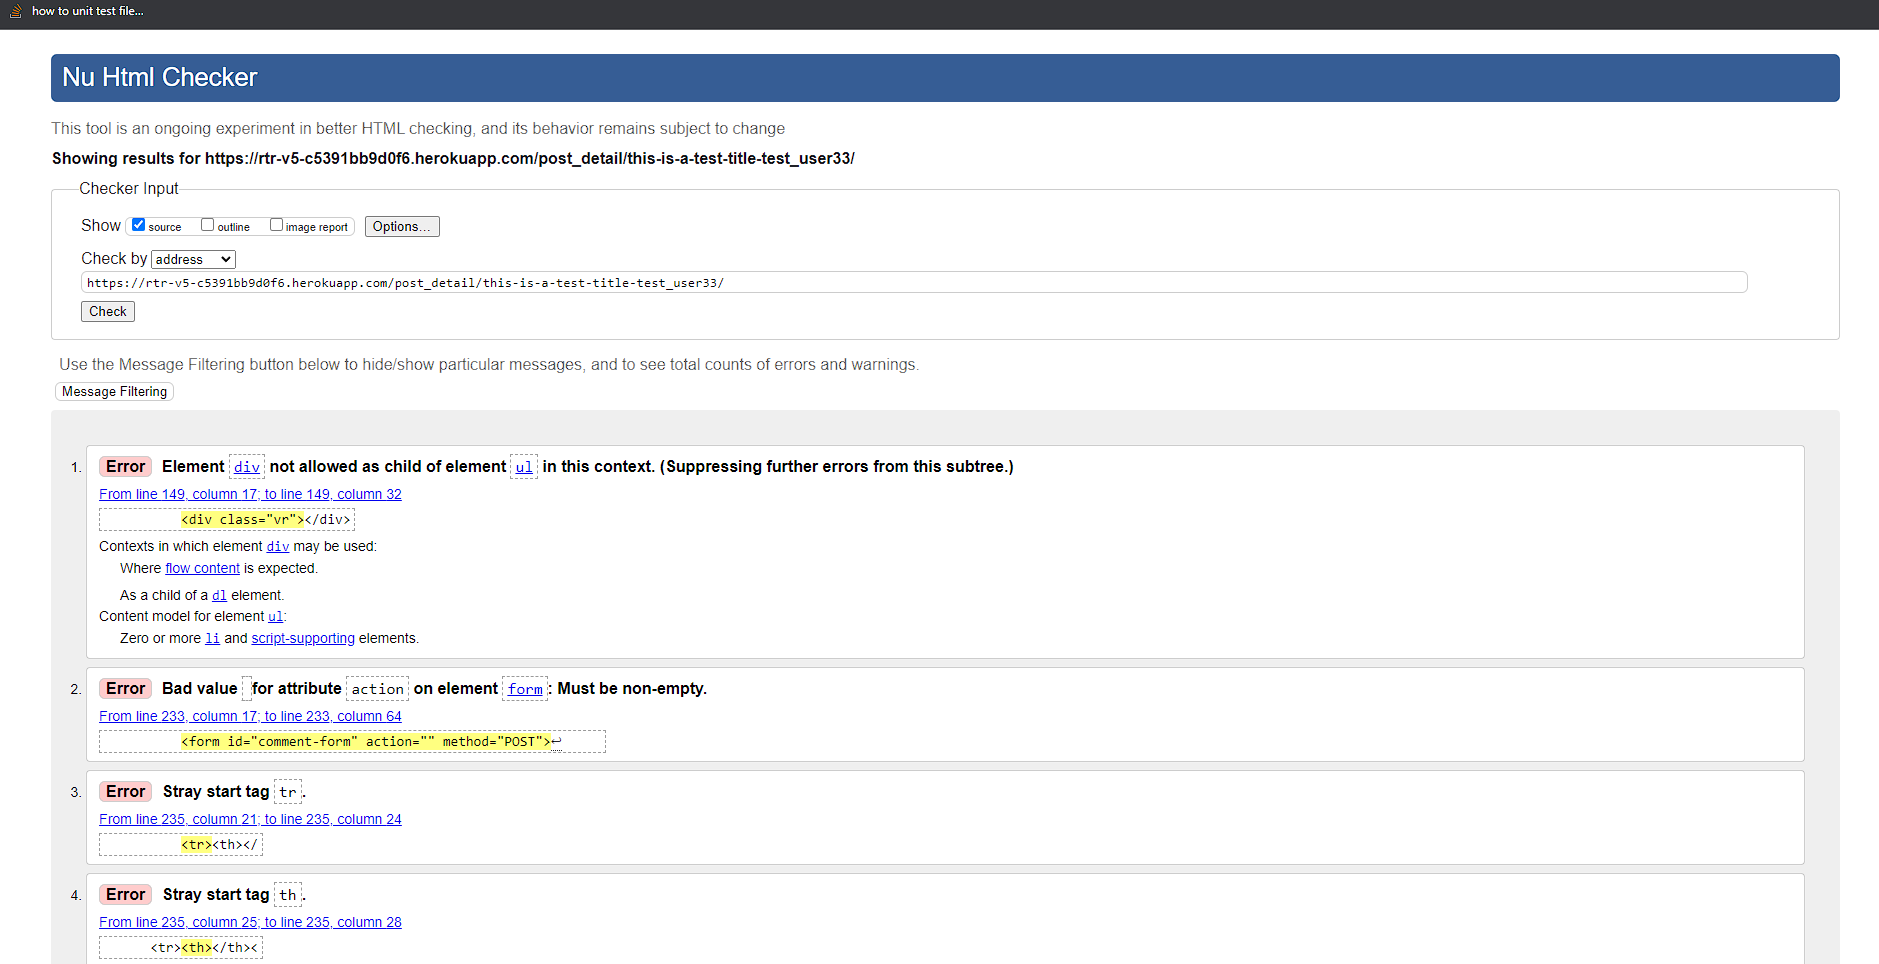 how to unit test file...
Nu Html Checker
This tool is an ongoing experiment in better HTML checking, and its behavior remains subject to change
Showing results for https://rtr-v5-c5391bb9d0f6.herokuapp.com/post_detail/this-is-a-test-title-test_user33/
Checker Input
Show source outline image report Options...
Check by address
https://rtr-v5-c5391bb9d0f6.herokuapp.com/post_detail/this-is-a-test-title-test_user33/
Check
Use the Message Filtering button below to hide/show particular messages, and to see total counts of errors and warnings.
Message Filtering
1. Error Element div not allowed as child of element ul in this context. (Suppressing further errors from this subtree.)
From line 149, column 17; to line 149, column 32
<div class="vr"></div>
Contexts in which element div may be used:
Where flow content is expected.
As a child of a dl element.
Content model for element ul:
Zero or more li and script-supporting elements.
2. Error Bad value for attribute action on element form: Must be non-empty.
From line 233, column 17; to line 233, column 64
<form id="comment-form" action="" method="POST">↩
3. Error Stray start tag tr.
From line 235, column 21; to line 235, column 24
<tr><th></
4. Error Stray start tag th.
From line 235, column 25; to line 235, column 28
<tr><th></th><